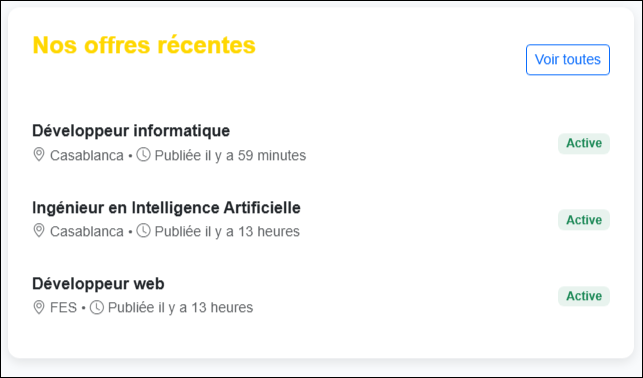 Nos offres récentes
Voir toutes
Développeur informatique
Active
Casablanca • Publiée il y a 59 minutes
Ingénieur en Intelligence Artificielle
Active
Casablanca • Publiée il y a 13 heures
Développeur web
Active
FES • Publiée il y a 13 heures